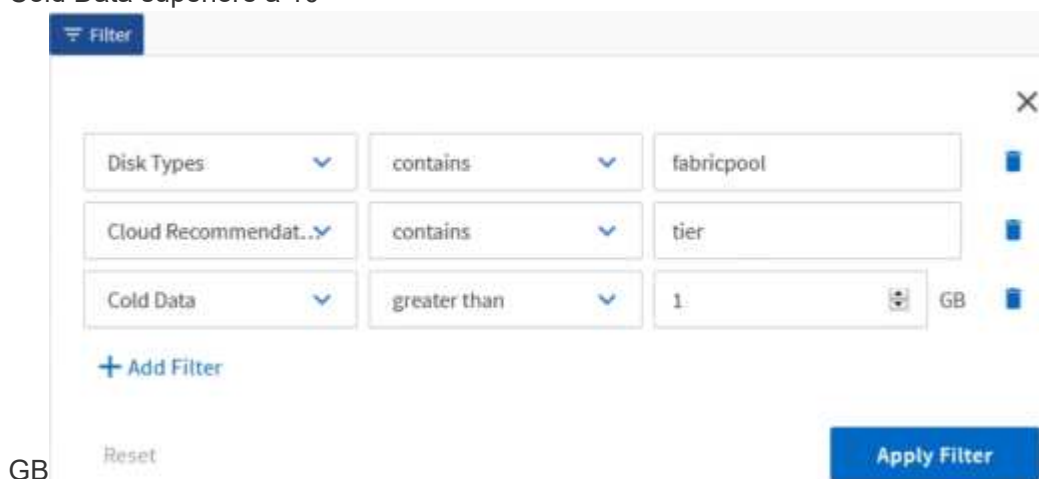 Filter
Disk Types contains fabricpool
Cloud Recommendat.. contains tier
Cold Data greater than 1 GB
+ Add Filter
Reset Apply Filter
GB